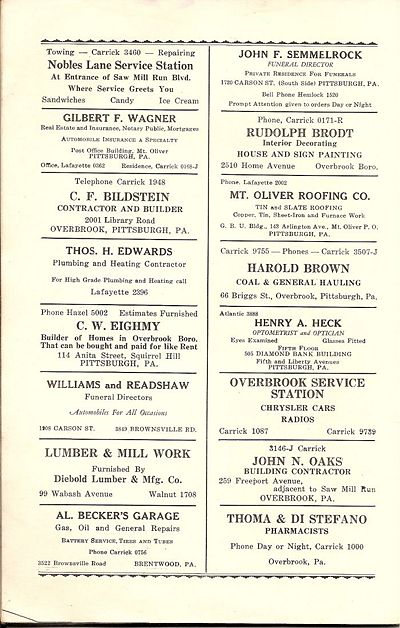 Towing — Carrick 3460 — Repairing
Nobles Lane Service Station
At Entrance of Saw Mill Run Blvd.
Where Service Greets You
Sandwiches Candy Ice Cream
GILBERT F. WAGNER
Real Estate and Insurance, Notary Public, Mortgages
AUTOMOBILE INSURANCE A SPECIALTY
Post Office Building, Mt. Oliver
PITTSBURGH, PA.
Office, Lafayette 0362 Residence, Carrick 0168-J
Telephone Carrick 1948
C. F. BILDSTEIN
CONTRACTOR AND BUILDER
2001 Library Road
OVERBROOK, PITTSBURGH, PA.
THOS. H. EDWARDS
Plumbing and Heating Contractor
For High Grade Plumbing and Heating call
Lafayette 2396
Phone Hazel 5002 Estimates Furnished
C. W. EIGHMY
Builder of Homes in Overbrook Boro.
That can be bought and paid for like Rent
114 Anita Street, Squirrel Hill
PITTSBURGH, PA.
WILLIAMS and READSHAW
Funeral Directors
Automobiles For All Occasions
1908 CARSON ST. 2849 BROWNSVILLE RD.
LUMBER & MILL WORK
Furnished By
Diebold Lumber & Mfg. Co.
99 Wabash Avenue Walnut 1708
AL. BECKER'S GARAGE
Gas, Oil and General Repairs
BATTERY SERVICE, TIRES AND TUBES
Phone Carrick 0756
3522 Brownsville Road BRENTWOOD, PA.
JOHN F. SEMMELROCK
FUNERAL DIRECTOR
PRIVATE RESIDENCE FOR FUNERALS
1720 CARSON ST. (South Side) PITTSBURGH, PA.
Bell Phone Hemlock 1520
Prompt Attention given to orders Day or Night
Phone, Carrick 0171-R
RUDOLPH BRODT
Interior Decorating
HOUSE AND SIGN PAINTING
2510 Home Avenue Overbrook Boro.
Phone, Lafayette 2002
MT. OLIVER ROOFING CO.
TIN and SLATE ROOFING
Copper, Tin, Sheet-Iron and Furnace Work
G. R. U. Bldg., 143 Arlington Ave., Mt. Oliver P. O.
PITTSBURGH, PA.
Carrick 9755 — Phones — Carrick 3507-J
HAROLD BROWN
COAL & GENERAL HAULING
66 Briggs St., Overbrook, Pittsburgh, Pa.
Atlantic 3888
HENRY A. HECK
OPTOMETRIST and OPTICIAN
Eyes Examined Glasses Fitted
FIFTH FLOOR
505 DIAMOND BANK BUILDING
Fifth and Liberty Avenues
PITTSBURGH, PA.
OVERBROOK SERVICE
STATION
CHRYSLER CARS
RADIOS
Carrick 1087 Carrick 9739
3146-J Carrick
JOHN N. OAKS
BUILDING CONTRACTOR
259 Freeport Avenue,
adjacent to Saw Mill Run
OVERBROOK, PA.
THOMA & DI STEFANO
PHARMACISTS
Phone Day or Night, Carrick 1000
Overbrook, Pa.